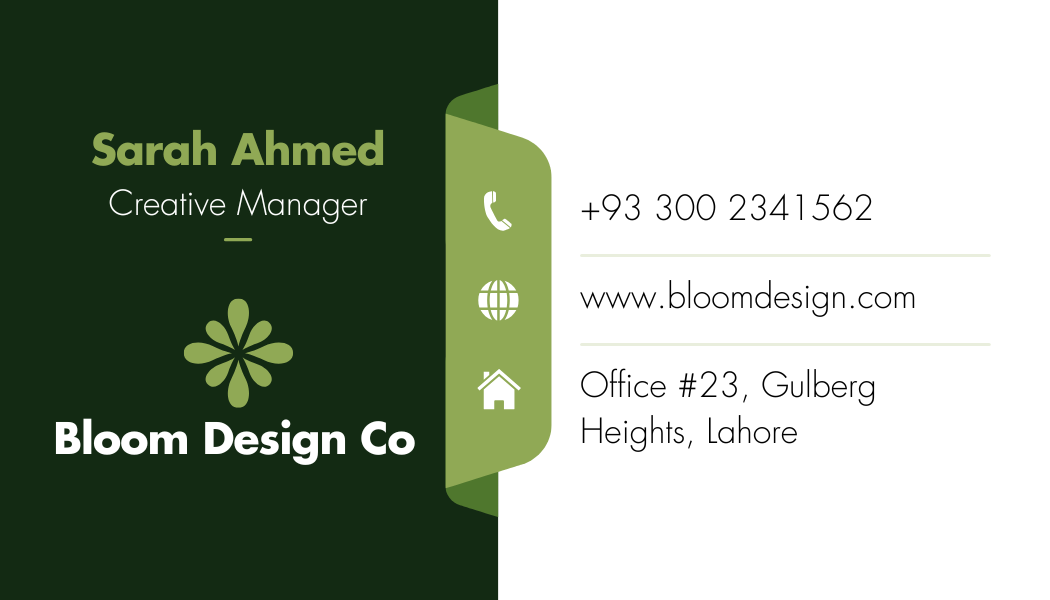 Sarah Ahmed
Creative Manager
Bloom Design Co
+93 300 2341562
www.bloomdesign.com
Office #23, Gulberg
Heights, Lahore